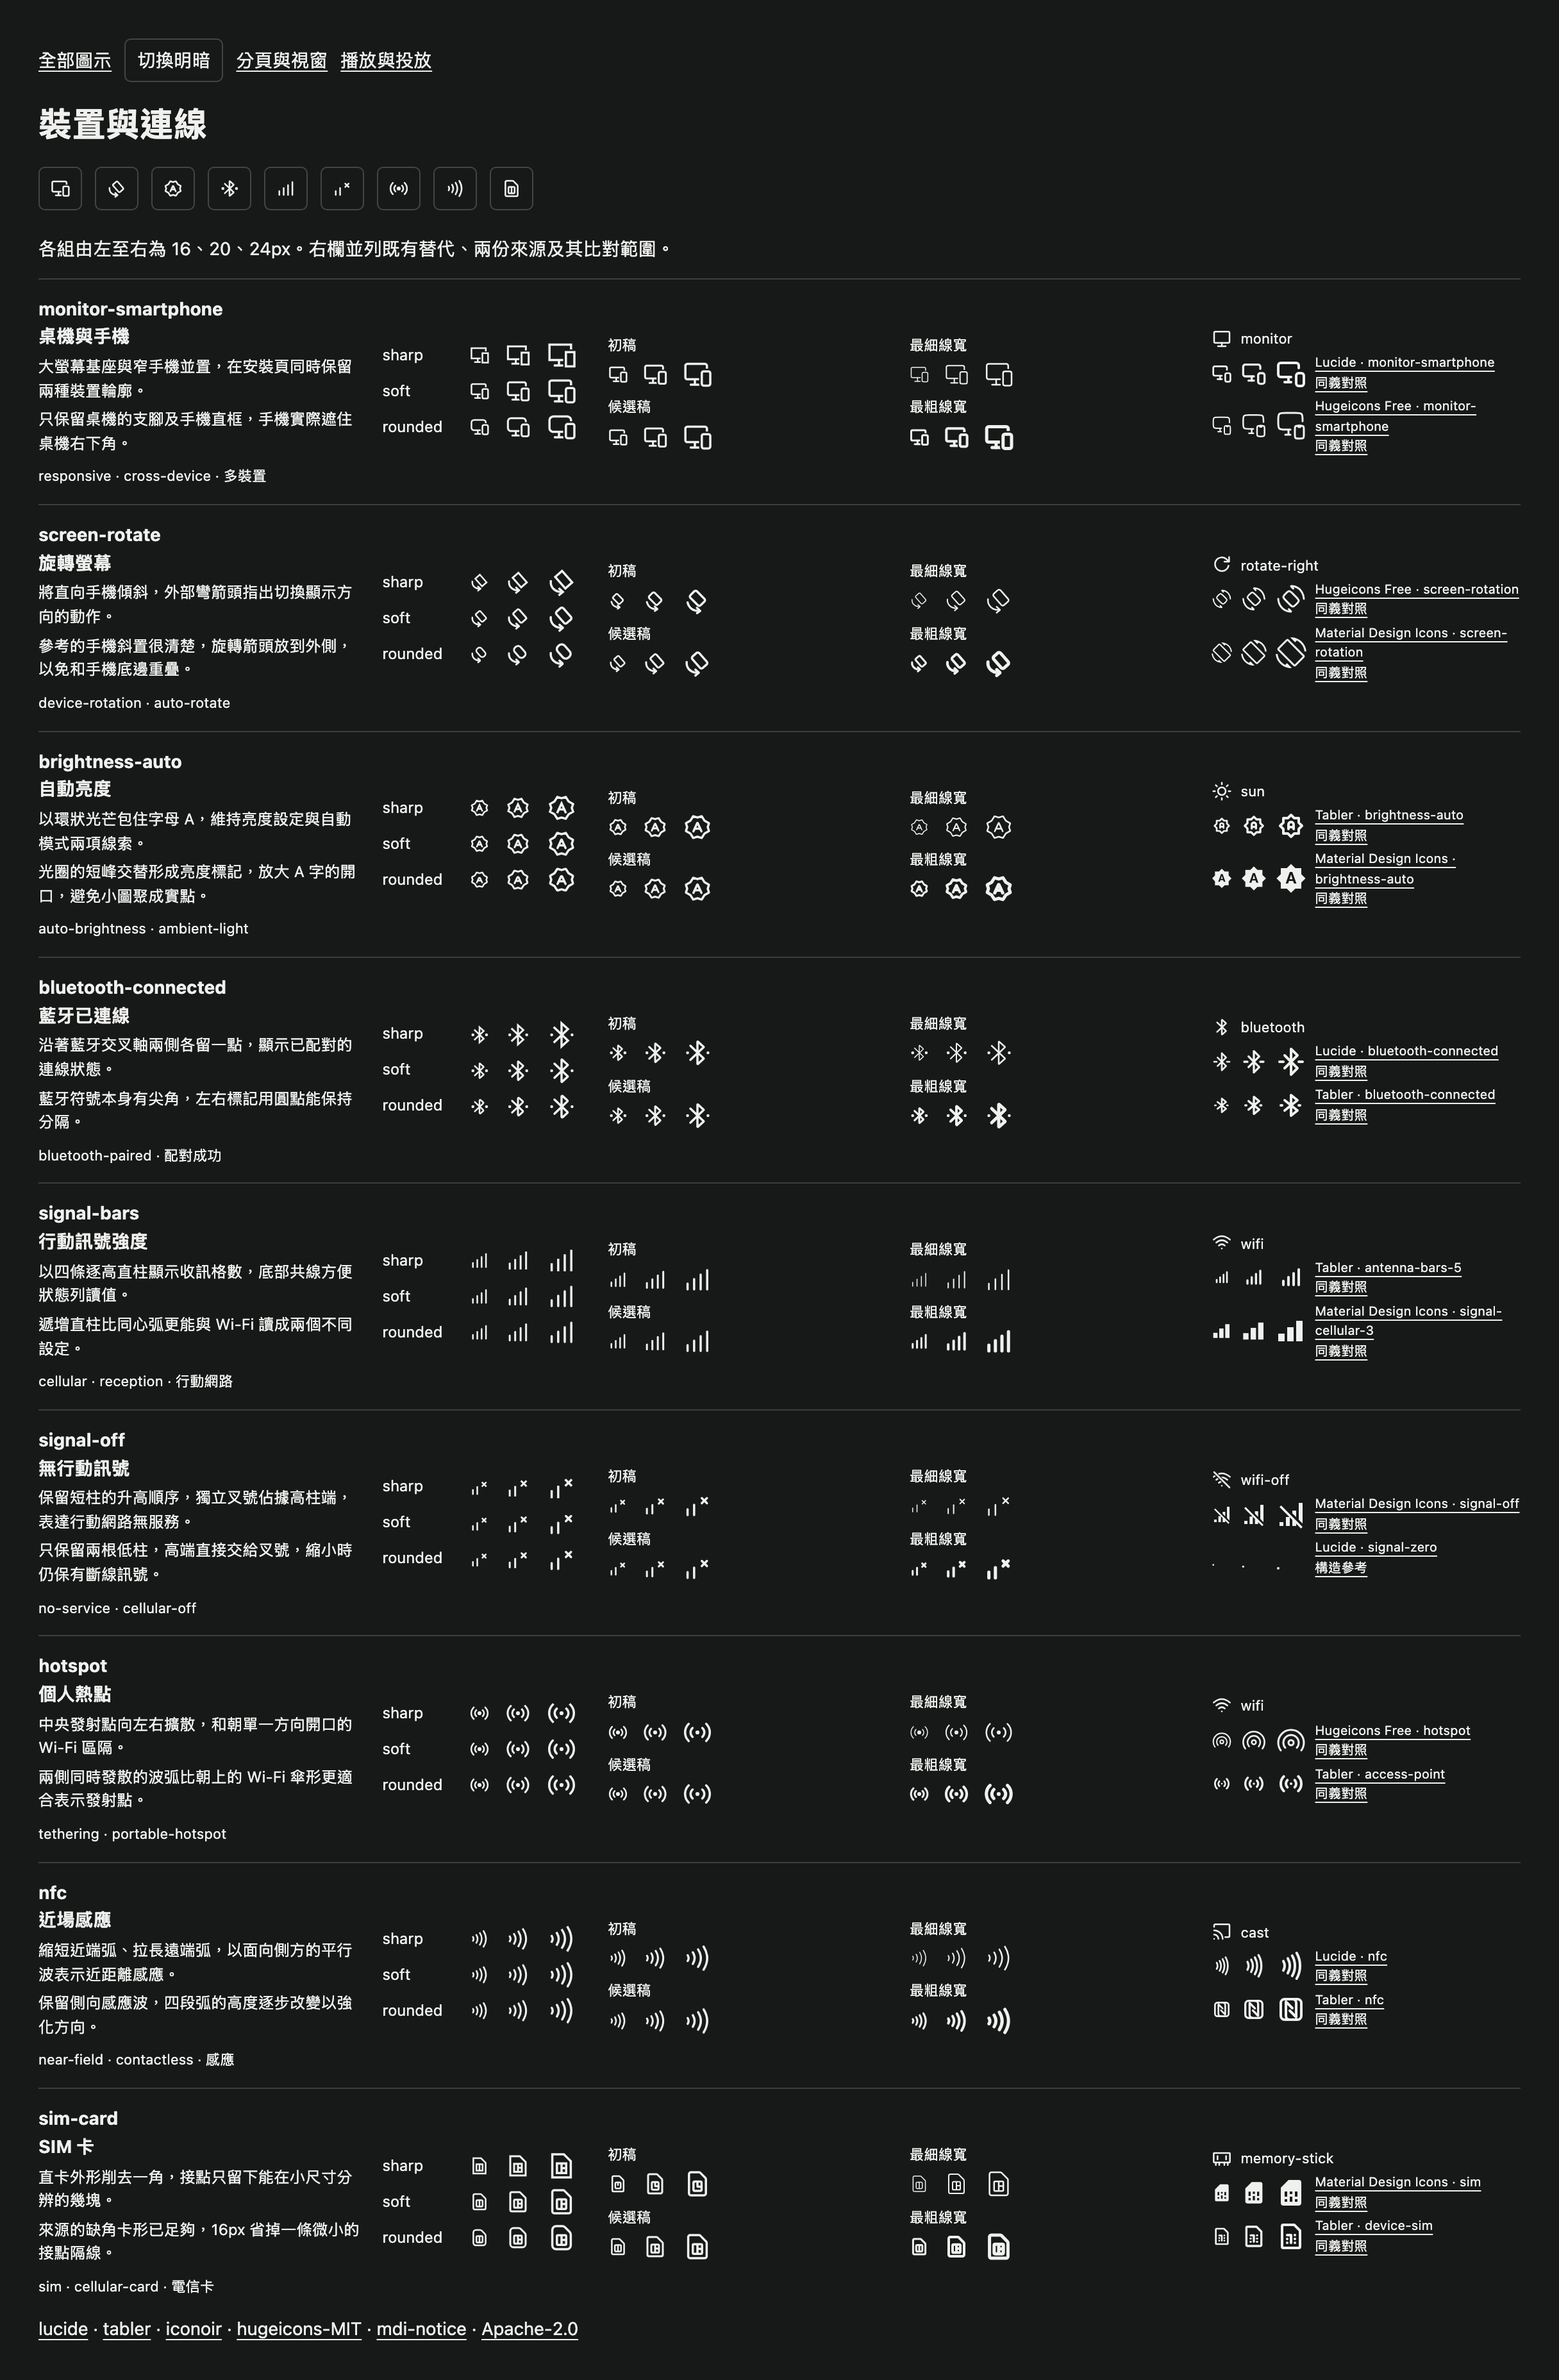 全部圖示 切換明暗 分頁與視窗 播放與投放
裝置與連線
各組由左至右為 16、20、24px。右欄並列既有替代、兩份來源及其比對範圍。
monitor-smartphone
桌機與手機
大螢幕基座與窄手機並置，在安裝頁同時保留
兩種裝置輪廓。
只保留桌機的支腳及手機直框，手機實際遮住
桌機右下角。
responsive · cross-device · 多裝置
sharp
soft
rounded
初稿
候選稿
最細線寬
最粗線寬
monitor
Lucide · monitor-smartphone
同義對照
Hugeicons Free · monitor-
smartphone
同義對照
screen-rotate
旋轉螢幕
將直向手機傾斜，外部彎箭頭指出切換顯示方
向的動作。
參考的手機斜置很清楚，旋轉箭頭放到外側，
以免和手機底邊重疊。
device-rotation · auto-rotate
sharp
soft
rounded
初稿
候選稿
最細線寬
最粗線寬
rotate-right
Hugeicons Free · screen-rotation
同義對照
Material Design Icons · screen-
rotation
同義對照
brightness-auto
自動亮度
以環狀光芒包住字母 A，維持亮度設定與自動
模式兩項線索。
光圈的短峰交替形成亮度標記，放大 A 字的開
口，避免小圖聚成實點。
auto-brightness · ambient-light
sharp
soft
rounded
初稿
候選稿
最細線寬
最粗線寬
sun
Tabler · brightness-auto
同義對照
Material Design Icons ·
brightness-auto
同義對照
bluetooth-connected
藍牙已連線
沿著藍牙交叉軸兩側各留一點，顯示已配對的
連線狀態。
藍牙符號本身有尖角，左右標記用圓點能保持
分隔。
bluetooth-paired · 配對成功
sharp
soft
rounded
初稿
候選稿
最細線寬
最粗線寬
bluetooth
Lucide · bluetooth-connected
同義對照
Tabler · bluetooth-connected
同義對照
signal-bars
行動訊號強度
以四條逐高直柱顯示收訊格數，底部共線方便
狀態列讀值。
遞增直柱比同心弧更能與 Wi-Fi 讀成兩個不同
設定。
cellular · reception · 行動網路
sharp
soft
rounded
初稿
候選稿
最細線寬
最粗線寬
wifi
Tabler · antenna-bars-5
同義對照
Material Design Icons · signal-
cellular-3
同義對照
signal-off
無行動訊號
保留短柱的升高順序，獨立叉號佔據高柱端，
表達行動網路無服務。
只保留兩根低柱，高端直接交給叉號，縮小時
仍保有斷線訊號。
no-service · cellular-off
sharp
soft
rounded
初稿
候選稿
最細線寬
最粗線寬
wifi-off
Material Design Icons · signal-off
同義對照
Lucide · signal-zero
構造參考
hotspot
個人熱點
中央發射點向左右擴散，和朝單一方向開口的
Wi-Fi 區隔。
兩側同時發散的波弧比朝上的 Wi-Fi 傘形更適
合表示發射點。
tethering · portable-hotspot
sharp
soft
rounded
初稿
候選稿
最細線寬
最粗線寬
wifi
Hugeicons Free · hotspot
同義對照
Tabler · access-point
同義對照
nfc
近場感應
縮短近端弧、拉長遠端弧，以面向側方的平行
波表示近距離感應。
保留側向感應波，四段弧的高度逐步改變以強
化方向。
near-field · contactless · 感應
sharp
soft
rounded
初稿
候選稿
最細線寬
最粗線寬
cast
Lucide · nfc
同義對照
Tabler · nfc
同義對照
sim-card
SIM 卡
直卡外形削去一角，接點只留下能在小尺寸分
辨的幾塊。
來源的缺角卡形已足夠，16px 省掉一條微小的
接點隔線。
sim · cellular-card · 電信卡
sharp
soft
rounded
初稿
候選稿
最細線寬
最粗線寬
memory-stick
Material Design Icons · sim
同義對照
Tabler · device-sim
同義對照
lucide · tabler · iconoir · hugeicons-MIT · mdi-notice · Apache-2.0